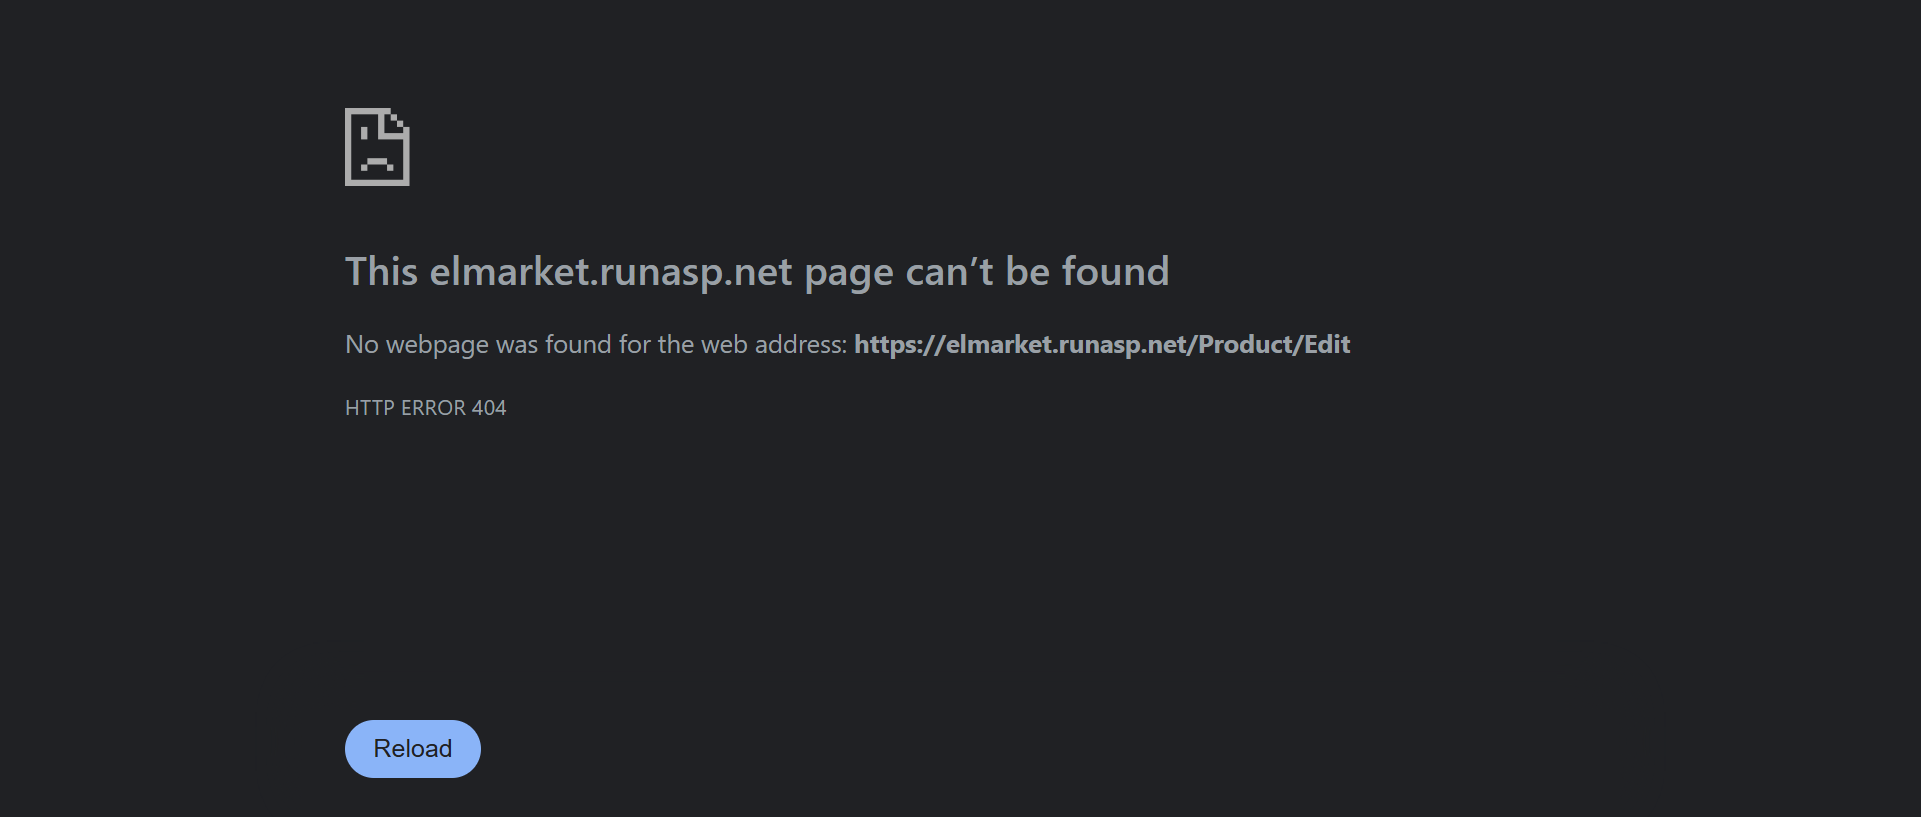 This elmarket.runasp.net page can’t be found
No webpage was found for the web address: https://elmarket.runasp.net/Product/Edit
HTTP ERROR 404
Reload